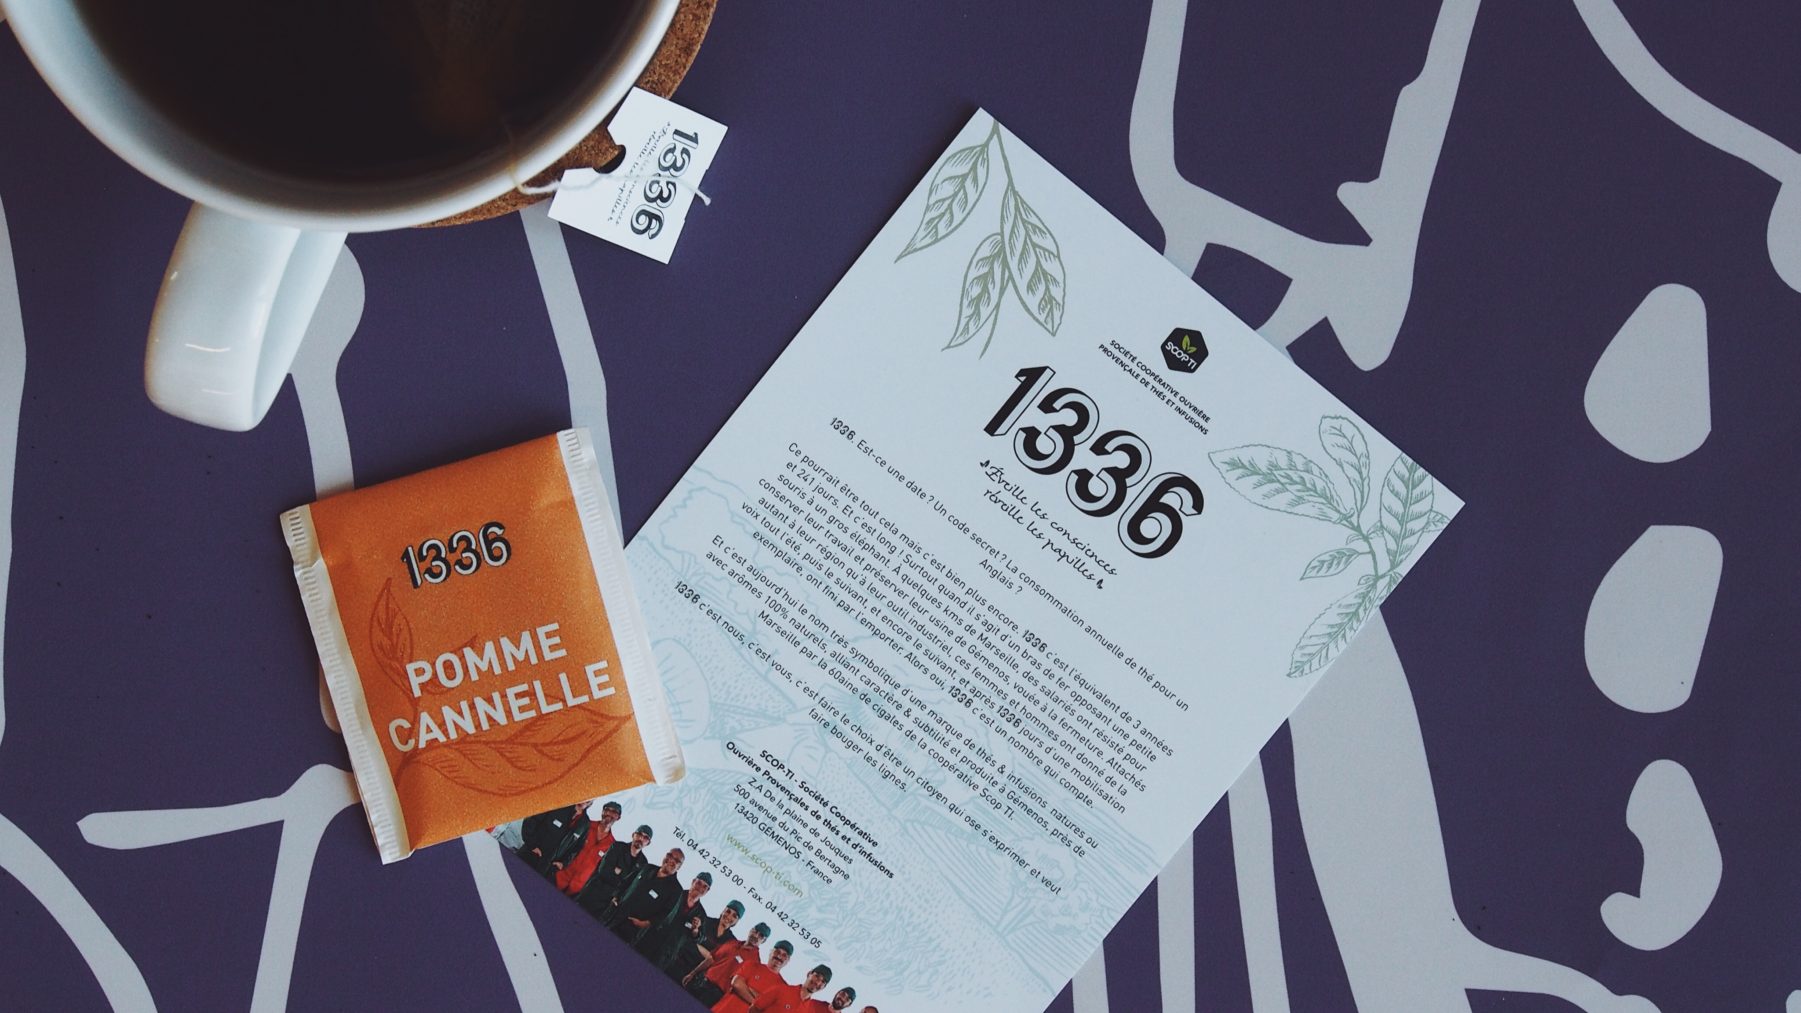 1336
Éveille les consciences
réveille les papilles
1336
POMME
CANNELLE
SCOP TI
SOCIÉTÉ COOPÉRATIVE OUVRIÈRE
PROVENÇALE DE THÉS ET INFUSIONS
1336
Éveille les consciences
réveille les papilles
1336. Est-ce une date ? Un code secret ? La consommation annuelle de thé pour un
Anglais ?
Ce pourrait être tout cela mais c'est bien plus encore. 1336 c'est l'équivalent de 3 années
et 241 jours. Et c'est long ! Surtout quand il s'agit d'un bras de fer opposant une petite
souris à un gros éléphant. À quelques kms de Marseille, des salariés ont résisté pour
conserver leur travail et préserver leur usine de Gémenos, vouée à la fermeture. Attachés
autant à leur région qu'à leur outil industriel, ces femmes et hommes ont donné de la
voix tout l'été, puis le suivant, et encore le suivant, et après 1336 jours d'une mobilisation
exemplaire, ont fini par l'emporter. Alors oui, 1336 c'est un nombre qui compte.
Et c'est aujourd'hui le nom très symbolique d'une marque de thés & infusions natures ou
avec arômes 100% naturels, alliant caractère & subtilité et produite à Gémenos, près de
Marseille par la 60aine de cigales de la coopérative Scop TI.
1336 c'est nous, c'est vous, c'est faire le choix d'être un citoyen qui ose s'exprimer et veut
faire bouger les lignes.
SCOP-TI - Société Coopérative
Ouvrière Provençales de thés et d'infusions
Z.A De la plaine de Jouques
500 avenue du Pic de Bertagne
13420 GÉMENOS - France
www.scop-ti.com
Tél. 04 42 32 53 00 - Fax. 04 42 32 53 05